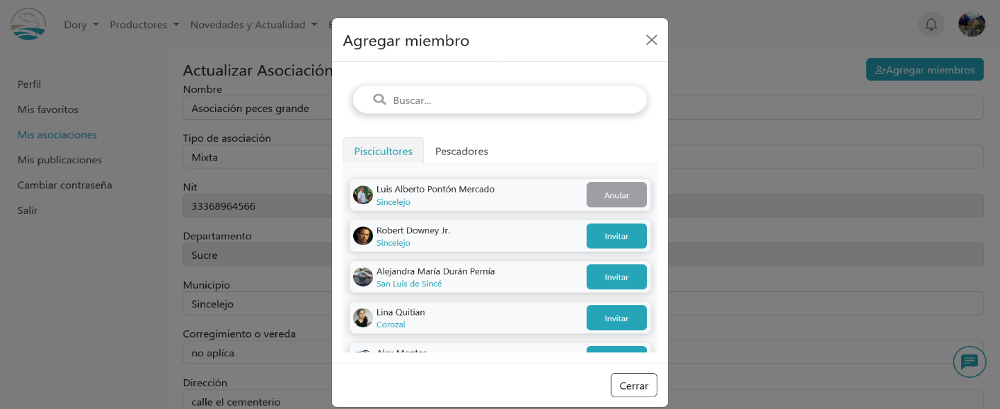 Dory Productores Novedades y Actualidad
Agregar miembro
Perfil
Mis favoritos
Mis asociaciones
Mis publicaciones
Cambiar contraseña
Salir
Actualizar Asociación
Agregar miembros
Nombre
Asociación peces grande
Tipo de asociación
Mixta
Nit
33368964566
Departamento
Sucre
Municipio
Sincelejo
Corregimiento o vereda
no aplíca
Dirección
calle el cementerio
Buscar...
Piscicultores Pescadores
Luis Alberto Pontón Mercado
Sincelejo
Anular
Robert Downey Jr.
Sincelejo
Invitar
Alejandra María Durán Pernía
San Luis de Sincé
Invitar
Lina Quitian
Corozal
Invitar
Cerrar